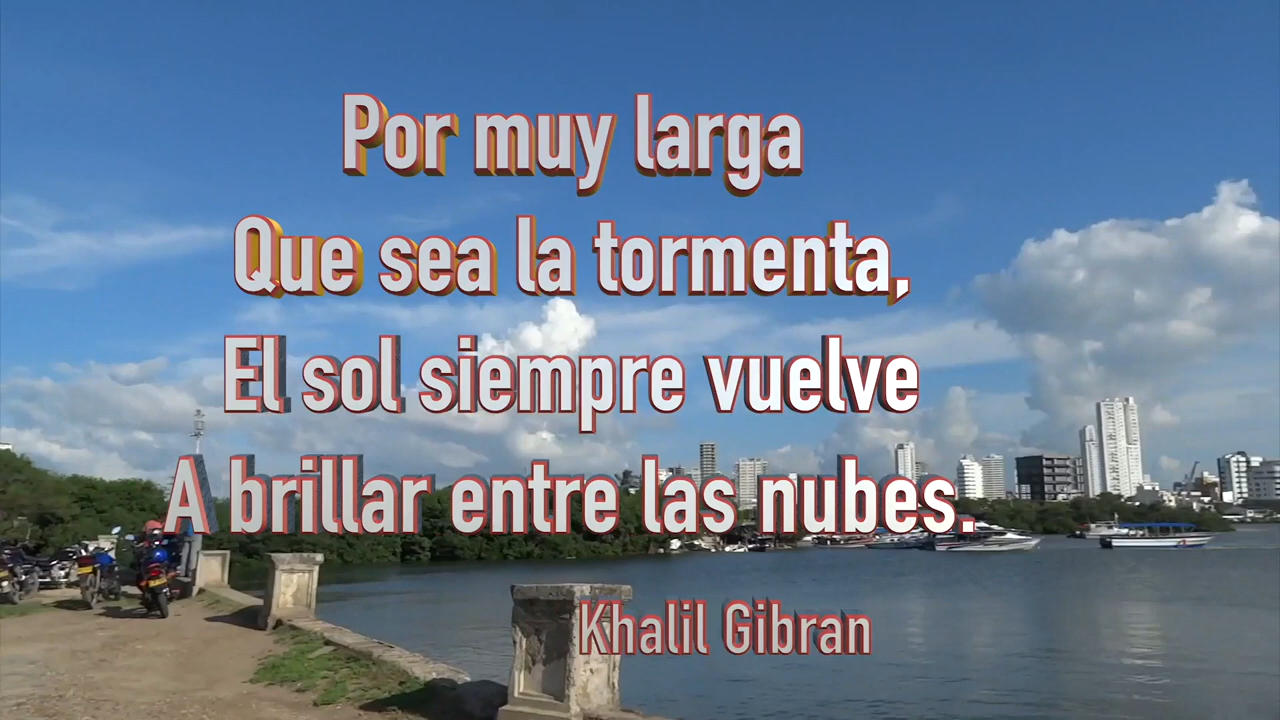 Por muy larga
Que sea la tormenta,
El sol siempre vuelve
A brillar entre las nubes.
Khalil Gibran